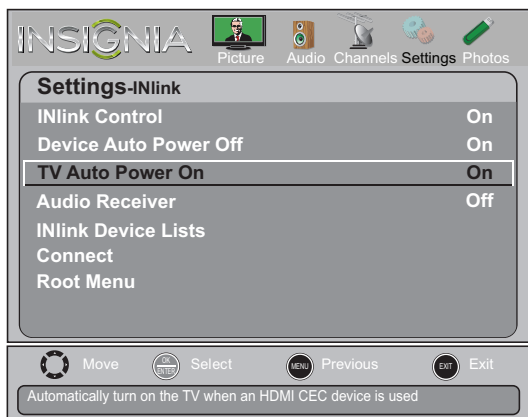 INSIGNIA
Picture Audio Channels Settings Photos
Settings-INlink
INlink Control On
Device Auto Power Off On
TV Auto Power On On
Audio Receiver Off
INlink Device Lists
Connect
Root Menu
Move OK ENTER Select MENU Previous EXIT Exit
Automatically turn on the TV when an HDMI CEC device is used